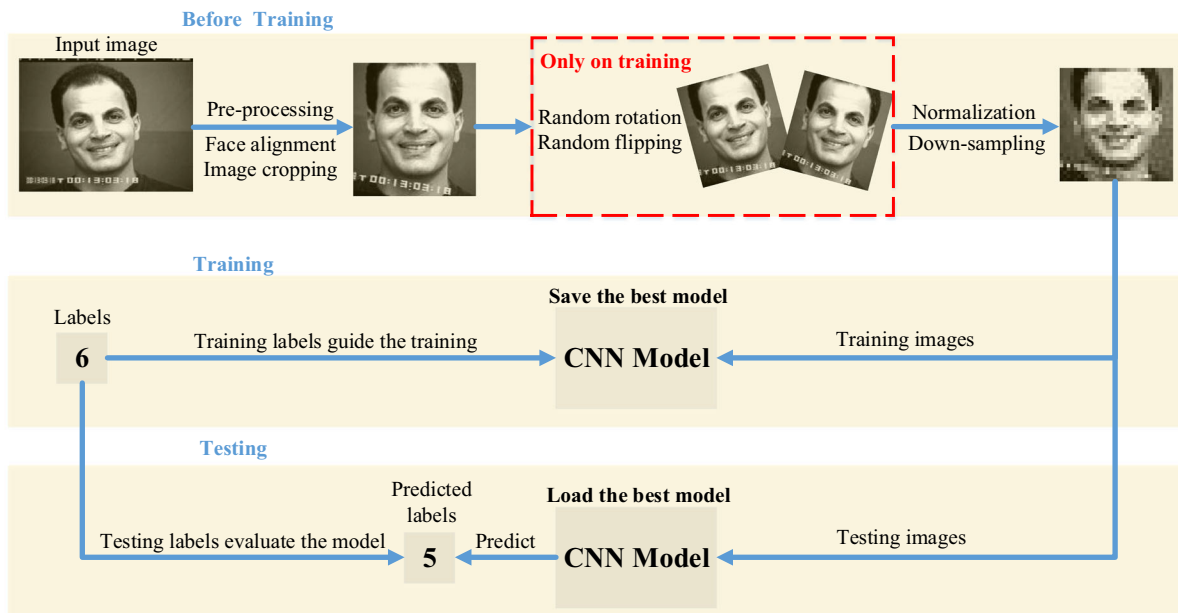 Before Training
Input image
Pre-processing
Face alignment
Image cropping
Only on training
Random rotation
Random flipping
Normalization
Down-sampling
Training
Labels
6
Training labels guide the training
Save the best model
CNN Model
Training images
Testing
Testing labels evaluate the model
Predicted
labels
5
Predict
Load the best model
CNN Model
Testing images